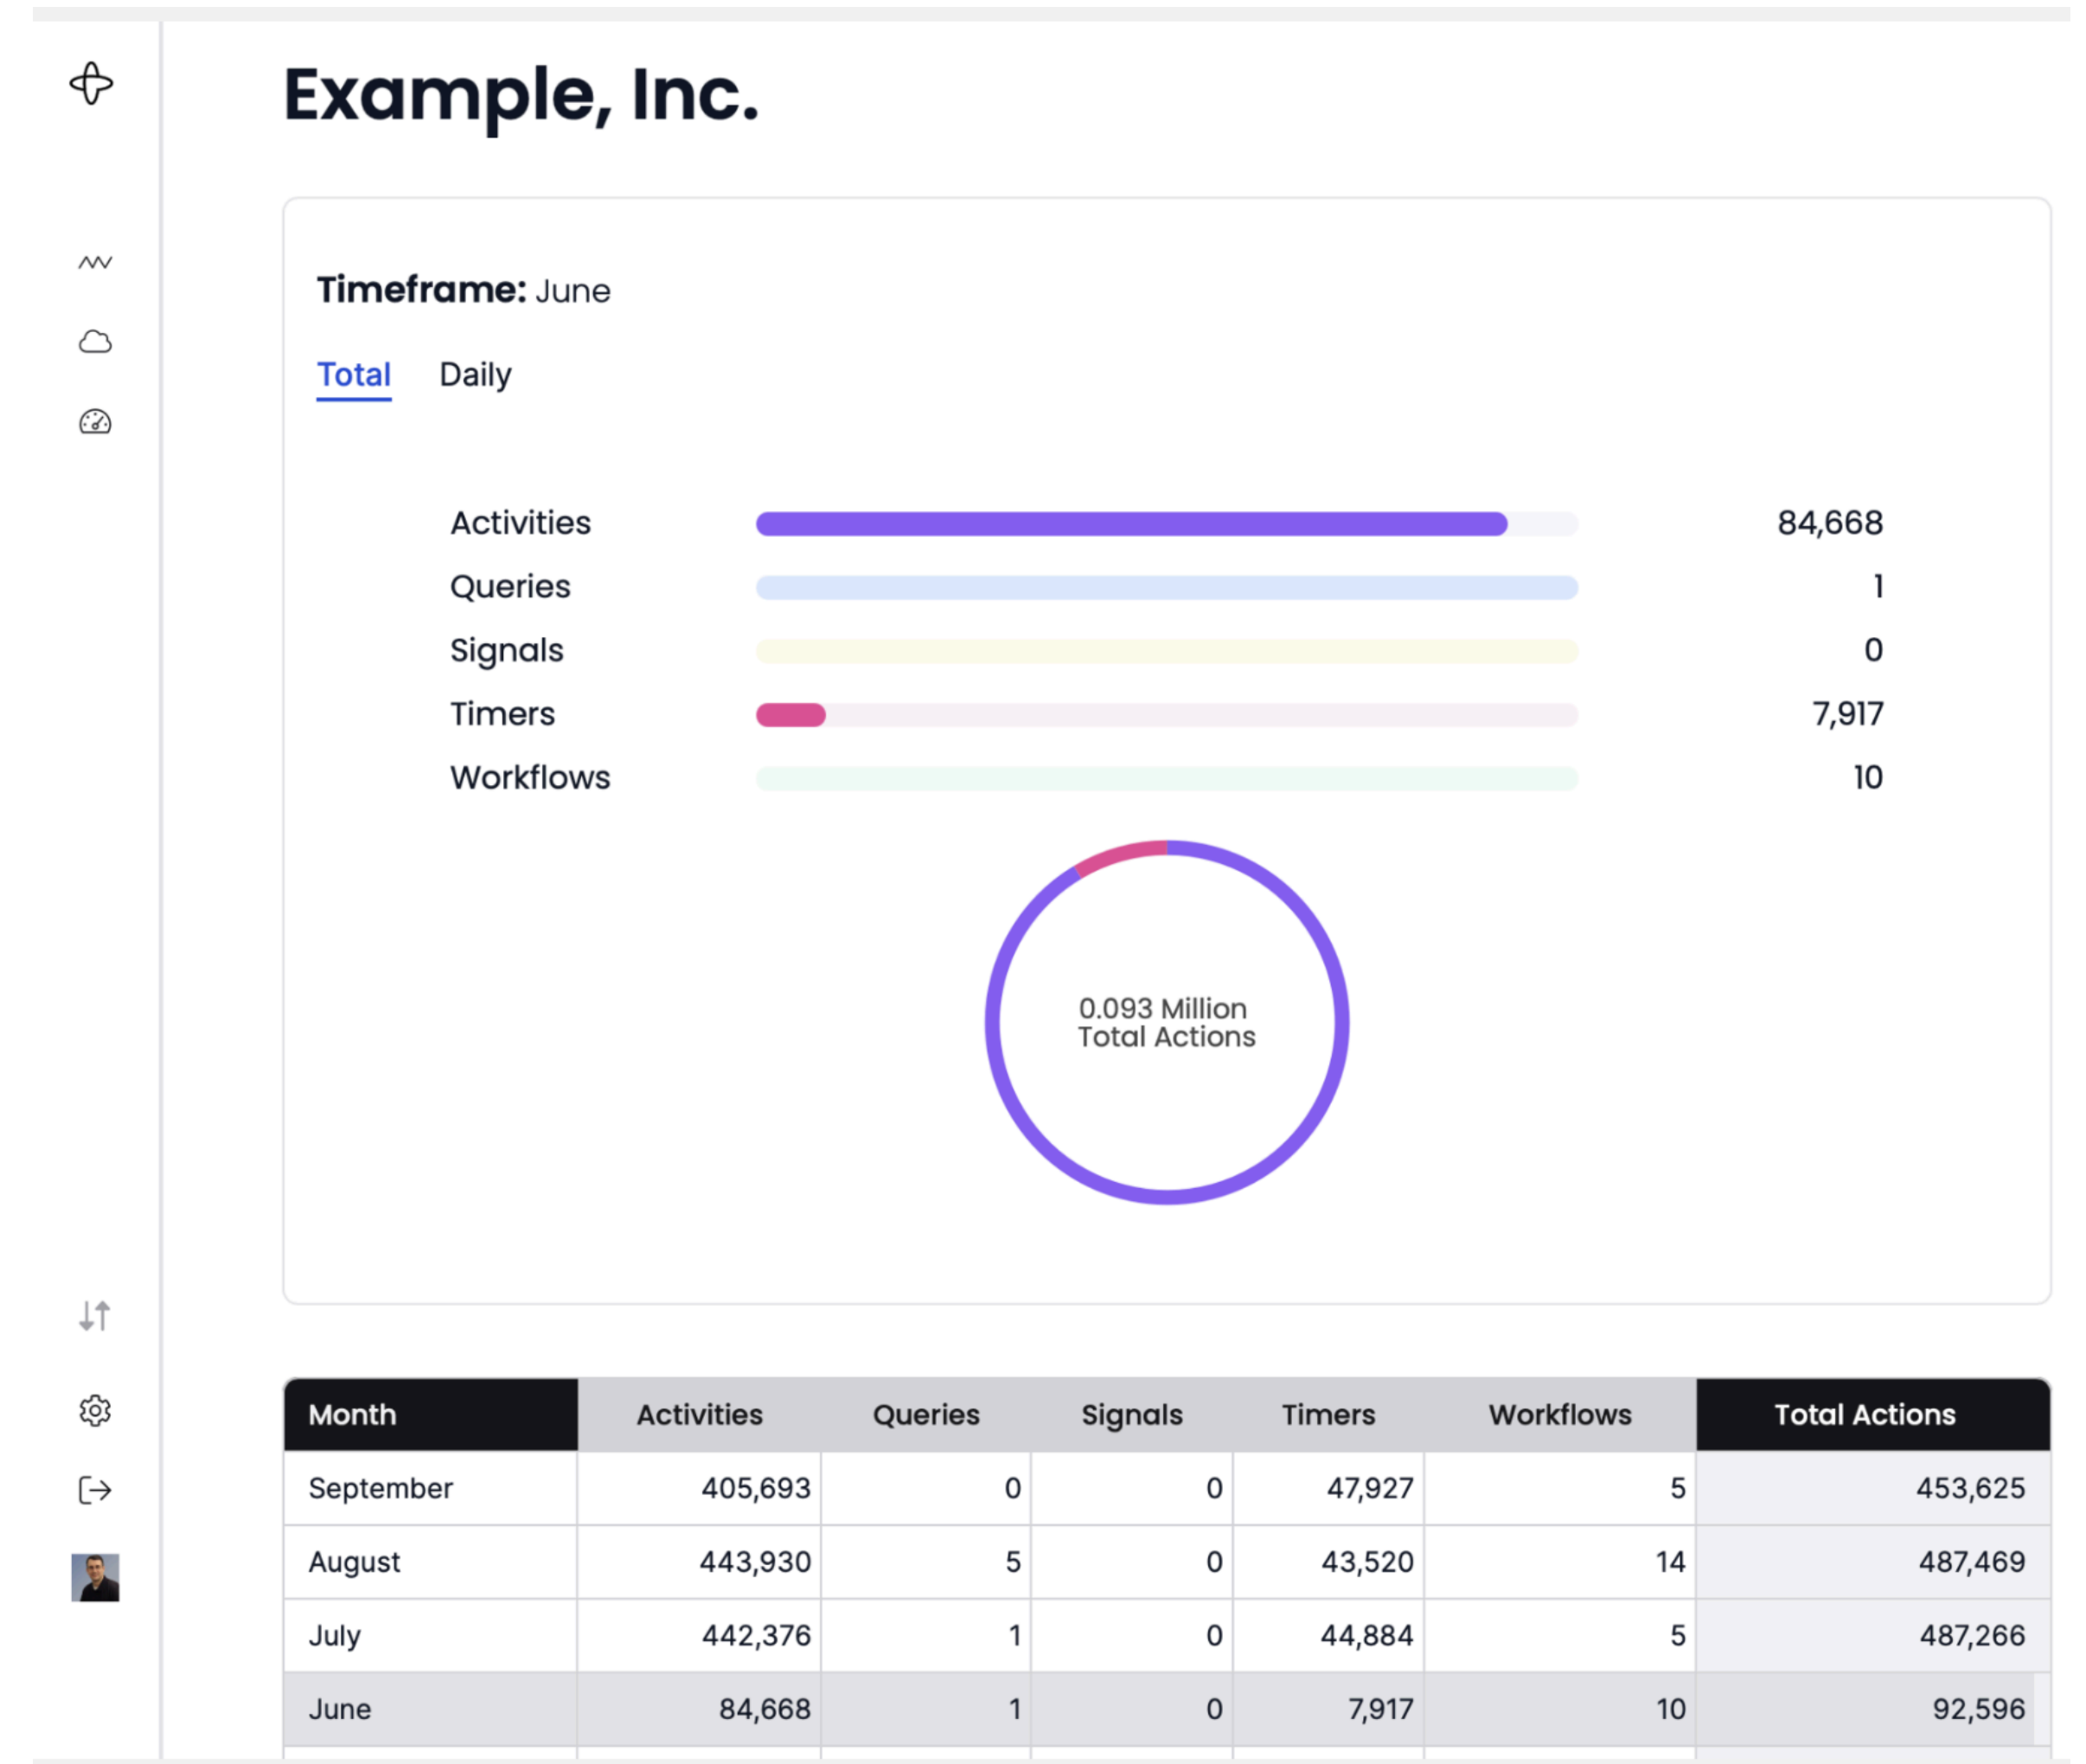 Example, Inc.
Timeframe: June
Total Daily
Activities 84,668
Queries 1
Signals 0
Timers 7,917
Workflows 10
0.093 Million
Total Actions
Month Activities Queries Signals Timers Workflows Total Actions
September 405,693 0 0 47,927 5 453,625
August 443,930 5 0 43,520 14 487,469
July 442,376 1 0 44,884 5 487,266
June 84,668 1 0 7,917 10 92,596